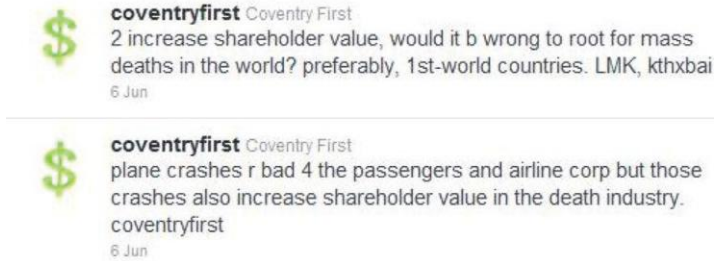 coventryfirst Coventry First
2 increase shareholder value, would it b wrong to root for mass
deaths in the world? preferably, 1st-world countries. LMK, kthxbai
6 Jun
coventryfirst Coventry First
plane crashes r bad 4 the passengers and airline corp but those
crashes also increase shareholder value in the death industry.
coventryfirst
6 Jun